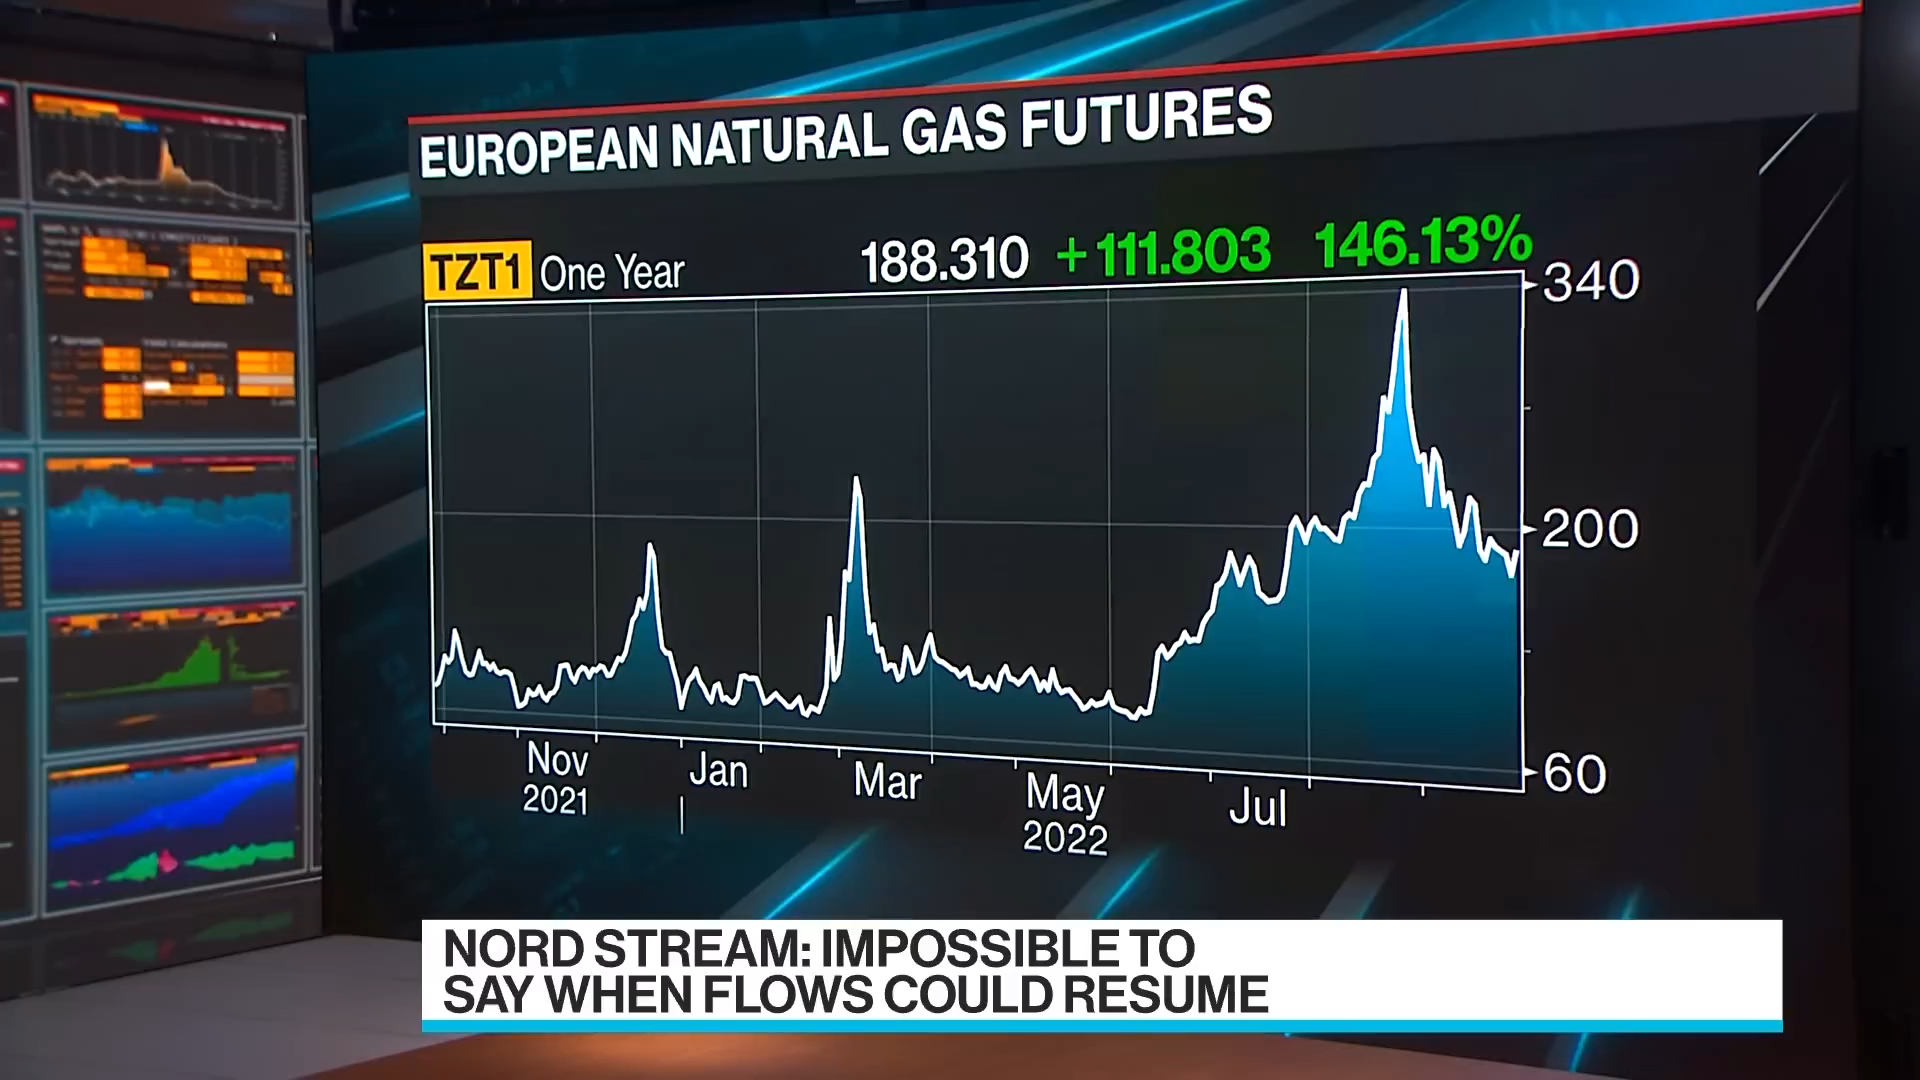 EUROPEAN NATURAL GAS FUTURES
TZT1 One Year 188.310 +111.803 146.13%
340
200
60
Nov Jan Mar May Jul
2021 2022
NORD STREAM: IMPOSSIBLE TO
SAY WHEN FLOWS COULD RESUME